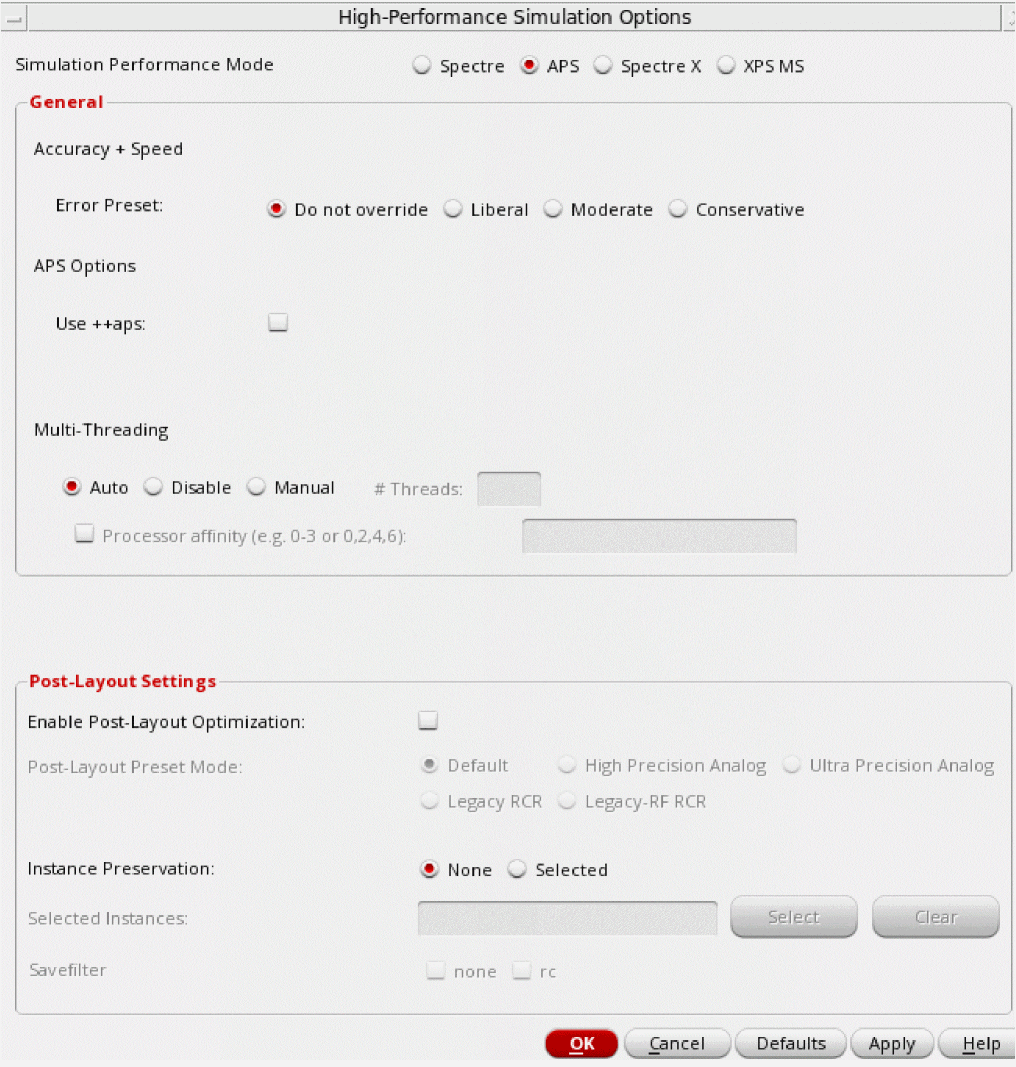 High-Performance Simulation Options
Simulation Performance Mode Spectre APS Spectre X XPS MS
General
Accuracy + Speed
Error Preset: Do not override Liberal Moderate Conservative
APS Options
Use ++aps:
Multi-Threading
Auto Disable Manual # Threads:
Processor affinity (e.g. 0-3 or 0,2,4,6):
Post-Layout Settings
Enable Post-Layout Optimization:
Post-Layout Preset Mode: Default High Precision Analog Ultra Precision Analog
Legacy RCR Legacy-RF RCR
Instance Preservation: None Selected
Selected Instances: Select Clear
Savefilter none rc
OK Cancel Defaults Apply Help